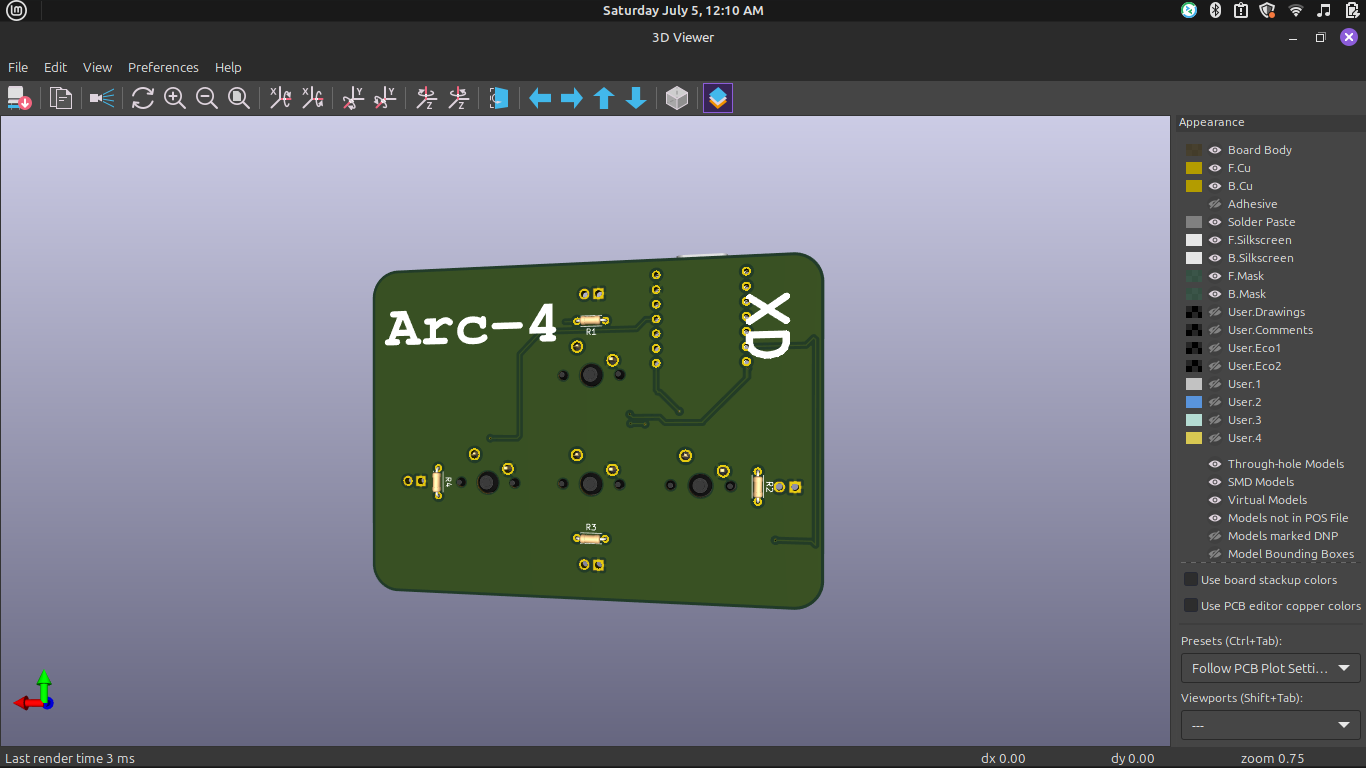 Saturday July 5, 12:10 AM
3D Viewer
File Edit View Preferences Help
Appearance
Board Body
F.Cu
B.Cu
Adhesive
Solder Paste
F.Silkscreen
B.Silkscreen
F.Mask
B.Mask
User.Drawings
User.Comments
User.Eco1
User.Eco2
User.1
User.2
User.3
User.4
Through-hole Models
SMD Models
Virtual Models
Models not in POS File
Models marked DNP
Model Bounding Boxes
Use board stackup colors
Use PCB editor copper colors
Presets (Ctrl+Tab):
Follow PCB Plot Setti...
Viewports (Shift+Tab):
---
Arc-4
XD
R1
R4
R2
R3
X
X
Y
Y
Z
Z
Last render time 3 ms
dx 0.00
dy 0.00
zoom 0.75